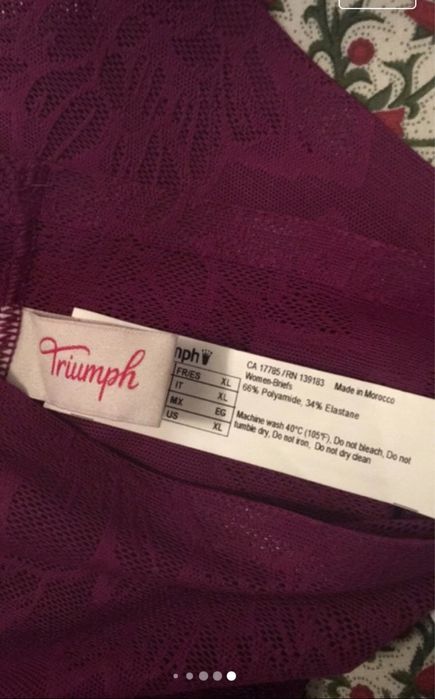 Triumph
mph
FR/ES XL
IT XL
MX EG
US XL
CA 17785 / RN 139183 Made in Morocco
Women-Briefs
66% Polyamide, 34% Elastane
Machine wash 40°C (105°F), Do not bleach, Do not
tumble dry, Do not iron, Do not dry clean